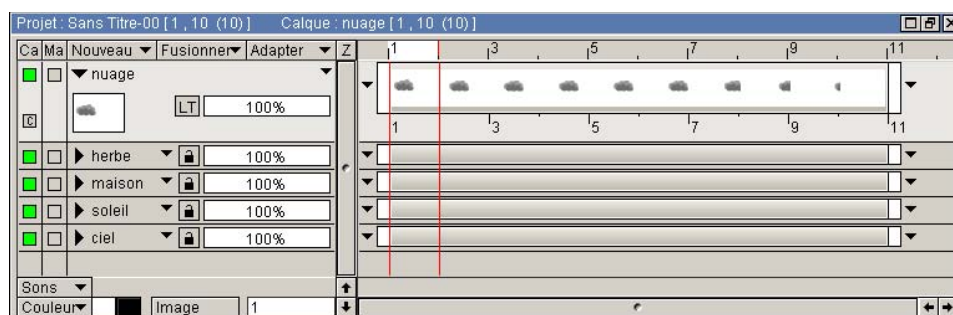 Projet : Sans Titre-00 [ 1 , 10 (10) ] Calque : nuage [ 1 , 10 (10) ]
Ca Ma Nouveau Fusionner Adapter Z 1 3 5 7 9 11
nuage
LT 100%
C
1 3 5 7 9 11
herbe 100%
maison 100%
soleil 100%
ciel 100%
Sons
Couleur Image 1